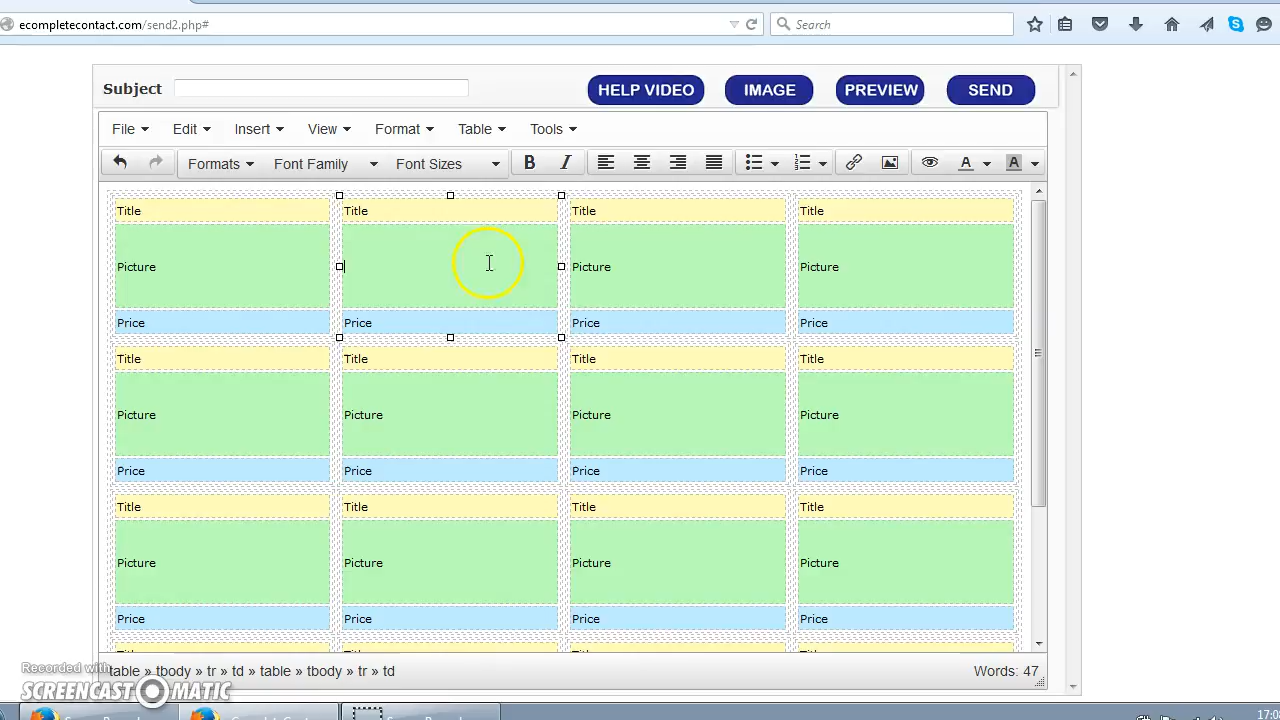 ecompletecontact.com/send2.php#
Search
Subject
HELP VIDEO
IMAGE
PREVIEW
SEND
File Edit Insert View Format Table Tools
Formats Font Family Font Sizes B I A A
Title Title Title Title
Picture Picture Picture
Price Price Price Price
Title Title Title Title
Picture Picture Picture Picture
Price Price Price Price
Title Title Title Title
Picture Picture Picture Picture
Price Price Price Price
table » tbody » tr » td » table » tbody » tr » td
Words: 47
Recorded with
SCREENCAST MATIC